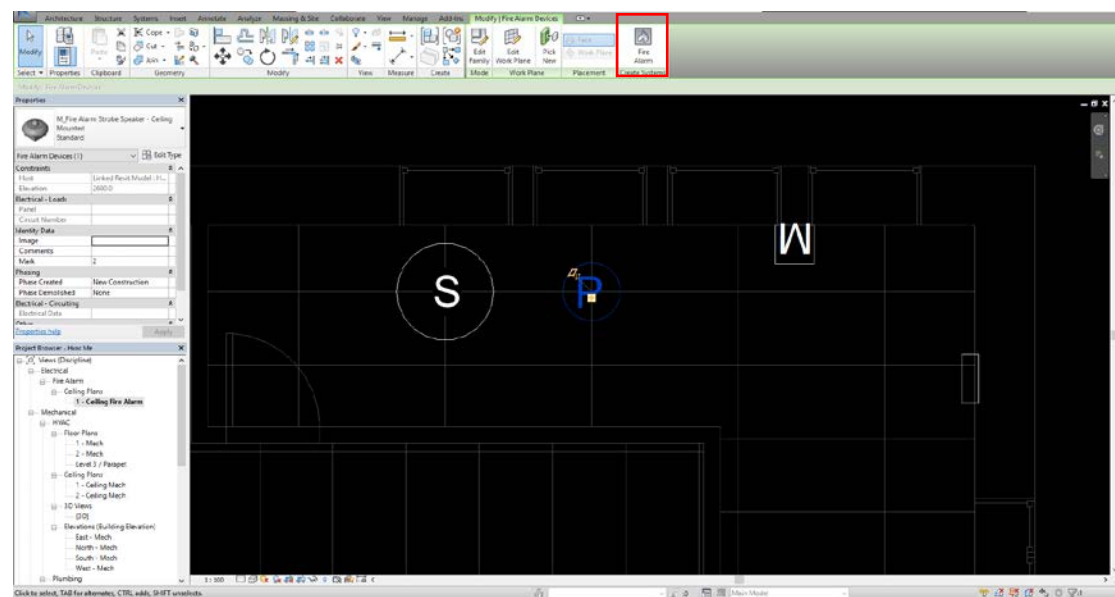 Architecture Structure Systems Insert Annotate Analyze Massing & Site Collaborate View Manage Add-Ins Modify | Fire Alarm Devices
Modify
Paste
Cope
Cut
Join
Edit Family
Edit Work Plane
Pick New
Face
Work Plane
Fire Alarm
Select Properties Clipboard Geometry Modify View Measure Create Mode Work Plane Placement Create Systems
Modify | Fire Alarm Devices
Properties
M_Fire Alarm Strobe Speaker - Ceiling Mounted
Standard
Fire Alarm Devices (1) Edit Type
Constraints
Host Linked Revit Model : H...
Elevation 2600.0
Electrical - Loads
Panel
Circuit Number
Identity Data
Image
Comments
Mark 2
Phasing
Phase Created New Construction
Phase Demolished None
Electrical - Circuiting
Electrical Data
Other
Properties help Apply
Views (Discipline)
Electrical
Fire Alarm
Ceiling Plans
1 - Ceiling Fire Alarm
Mechanical
HVAC
Floor Plans
1 - Mech
2 - Mech
Level 3 / Parapet
Ceiling Plans
1 - Ceiling Mech
2 - Ceiling Mech
3D Views
{3D}
Elevations (Building Elevation)
East - Mech
North - Mech
South - Mech
West - Mech
Plumbing
S
P
M
1 : 100
Click to select, TAB for alternates, CTRL adds, SHIFT unselects.
Main Model